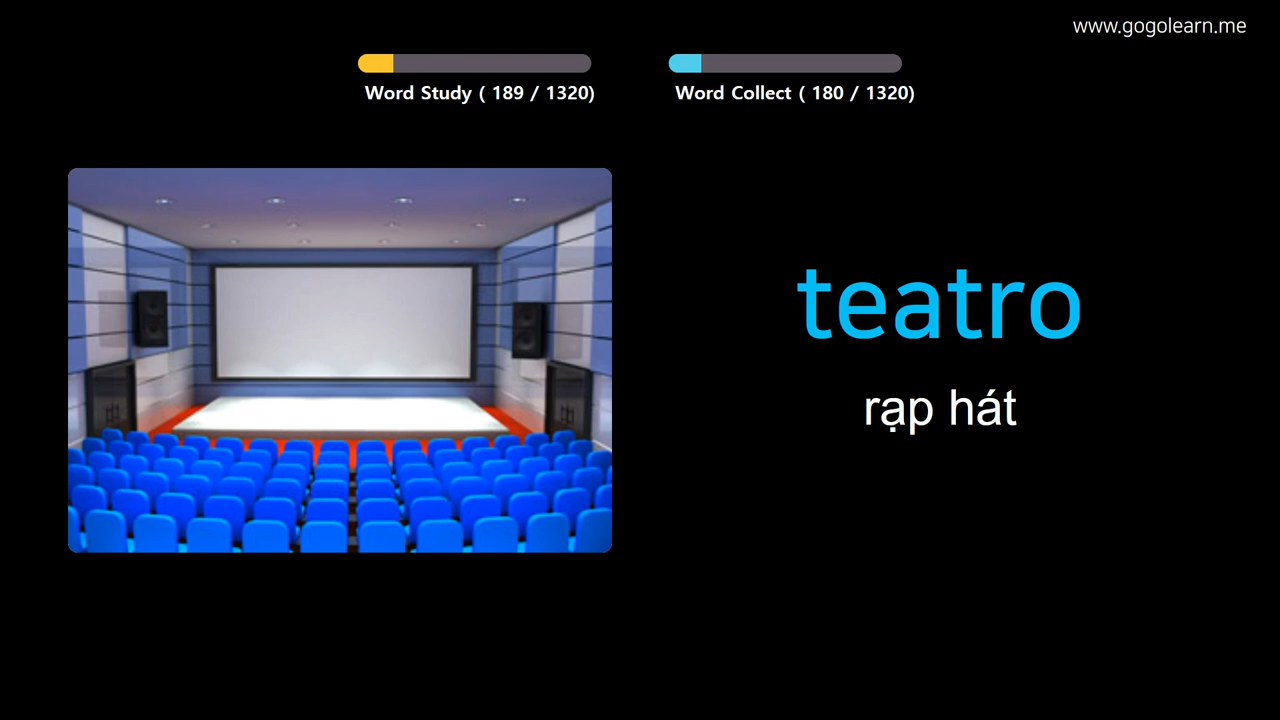 www.gogolearn.me
Word Study ( 189 / 1320)
Word Collect ( 180 / 1320)
teatro
rạp hát